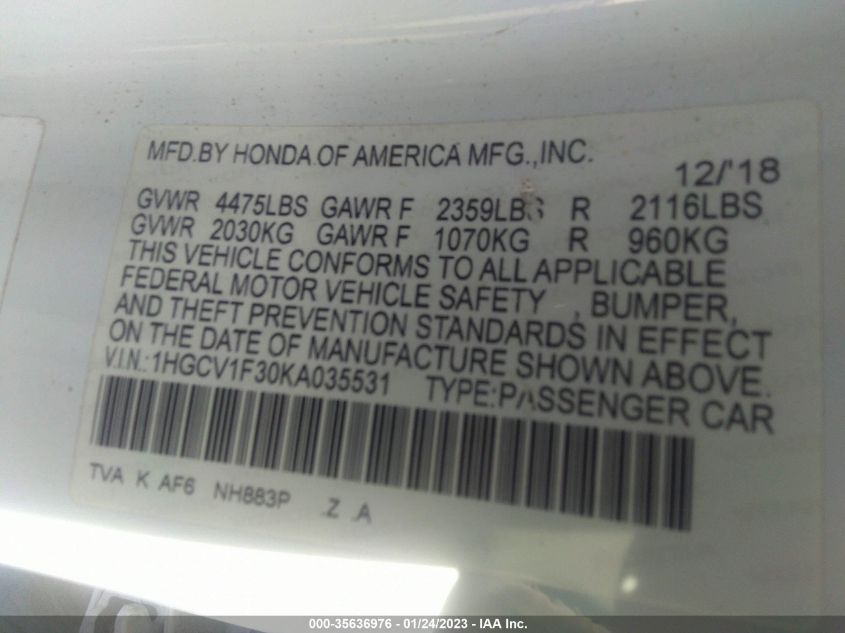 MFD.BY HONDA OF AMERICA MFG.,INC.
12/'18
GVWR 4475LBS GAWR F 2359LBS R 2116LBS
GVWR 2030KG GAWR F 1070KG R 960KG
THIS VEHICLE CONFORMS TO ALL APPLICABLE
FEDERAL MOTOR VEHICLE SAFETY , BUMPER,
AND THEFT PREVENTION STANDARDS IN EFFECT
ON THE DATE OF MANUFACTURE SHOWN ABOVE.
V.I.N.:1HGCV1F30KA035531 TYPE:PASSENGER CAR
TVA K AF6 NH883P .Z .A
000-35636976 - 01/24/2023 - IAA Inc.